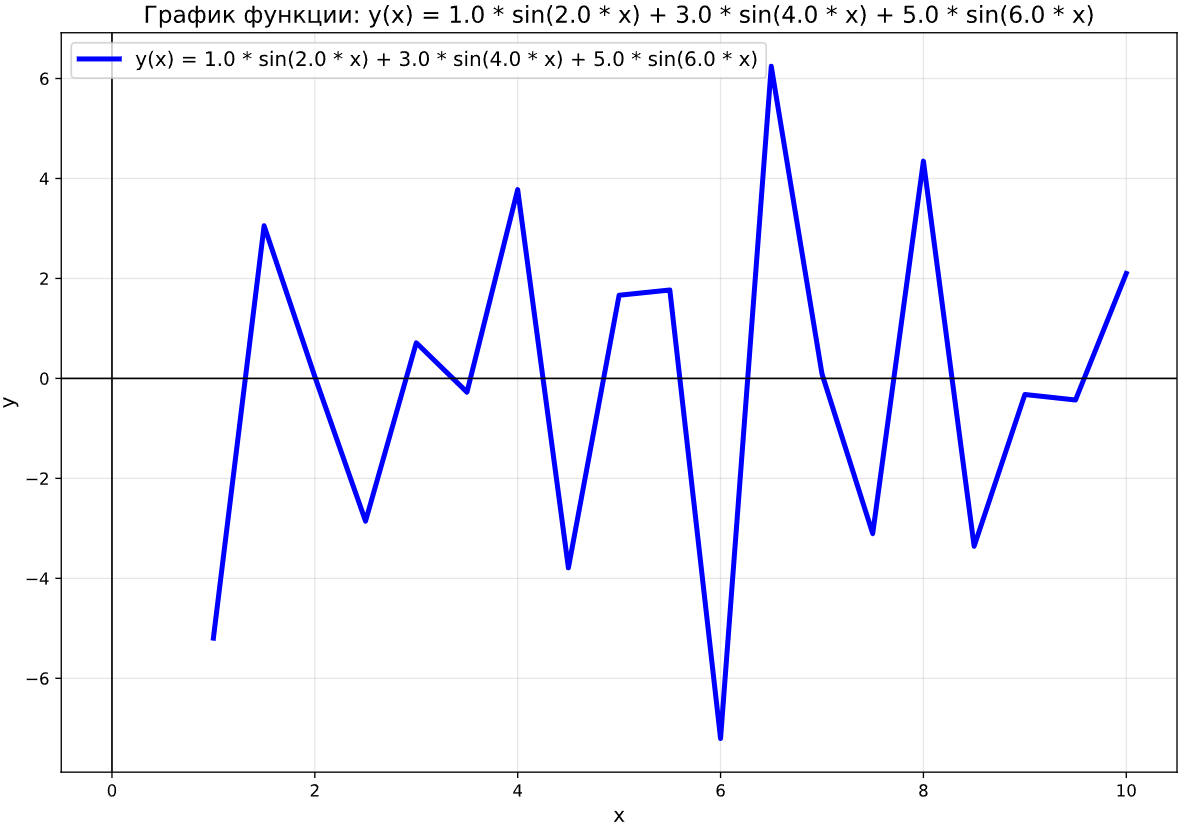 График функции: y(x) = 1.0 * sin(2.0 * x) + 3.0 * sin(4.0 * x) + 5.0 * sin(6.0 * x)
y(x) = 1.0 * sin(2.0 * x) + 3.0 * sin(4.0 * x) + 5.0 * sin(6.0 * x)
6
4
2
0
−2
−4
−6
y
0 2 4 6 8 10
x